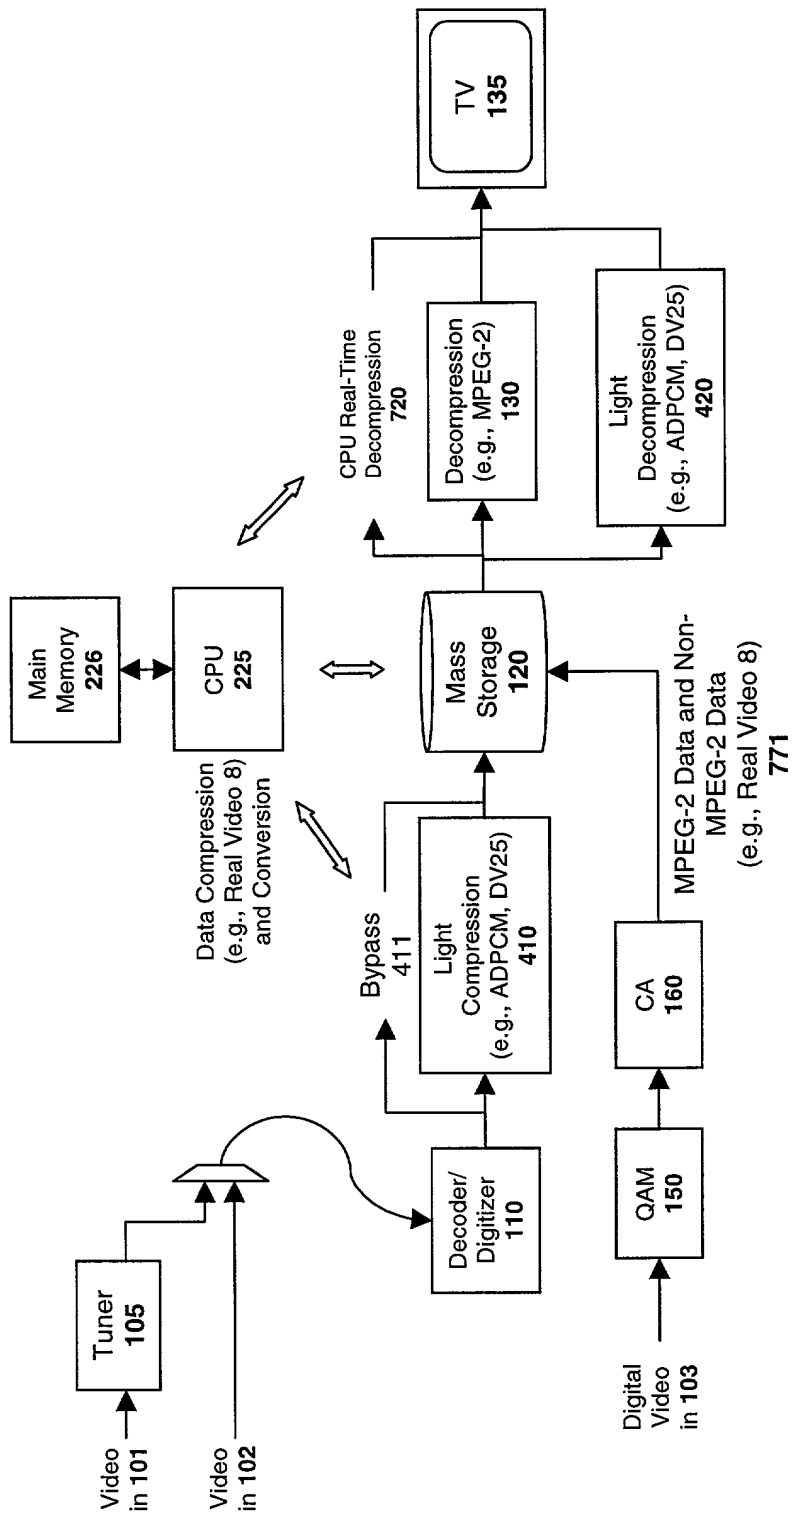 Video
in 101
Tuner
105
Video
in 102
Decoder/
Digitizer
110
Digital
Video
in 103
QAM
150
CA
160
Bypass
411
Light
Compression
(e.g., ADPCM, DV25)
410
Data Compression
(e.g., Real Video 8)
and Conversion
Main
Memory
226
CPU
225
Mass
Storage
120
MPEG-2 Data and Non-
MPEG-2 Data
(e.g., Real Video 8)
771
CPU Real-Time
Decompression
720
Decompression
(e.g., MPEG-2)
130
Light
Decompression
(e.g., ADPCM, DV25)
420
TV
135